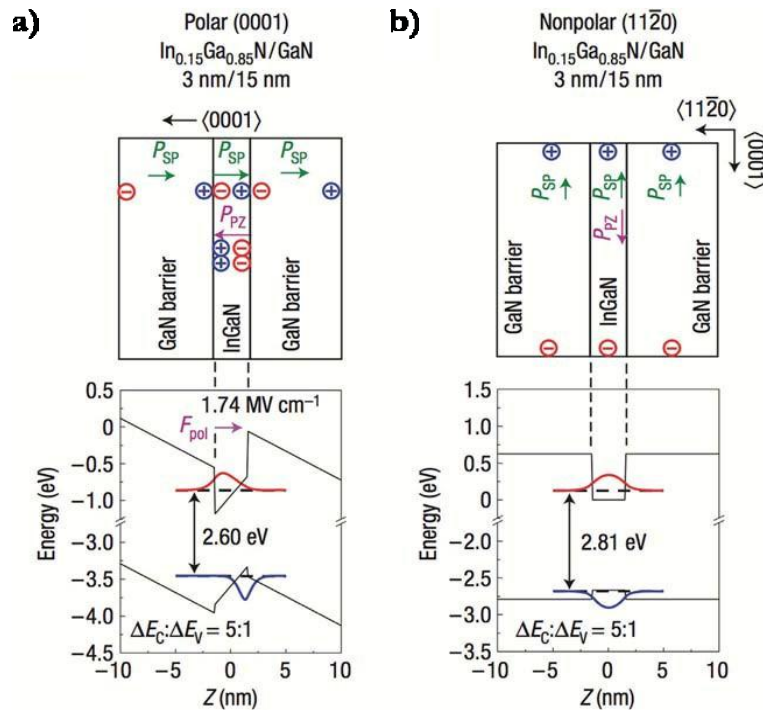 a)
Polar (0001)
In0.15Ga0.85N/GaN
3 nm/15 nm
⟨0001⟩
PSP
PSP
PSP
PPZ
GaN barrier
InGaN
GaN barrier
0.5
0
−0.5
−1.0
−3.0
−3.5
−4.0
−4.5
Energy (eV)
1.74 MV cm−1
Fpol
2.60 eV
ΔEC:ΔEV = 5:1
−10
−5
0
5
10
Z (nm)
b)
Nonpolar (112̄0)
In0.15Ga0.85N/GaN
3 nm/15 nm
⟨112̄0⟩
⟨0001⟩
PSP
PSP
PSP
PPZ
GaN barrier
InGaN
GaN barrier
1.5
1.0
0.5
0
−2.0
−2.5
−3.0
−3.5
Energy (eV)
2.81 eV
ΔEC:ΔEV = 5:1
−10
−5
0
5
10
Z (nm)